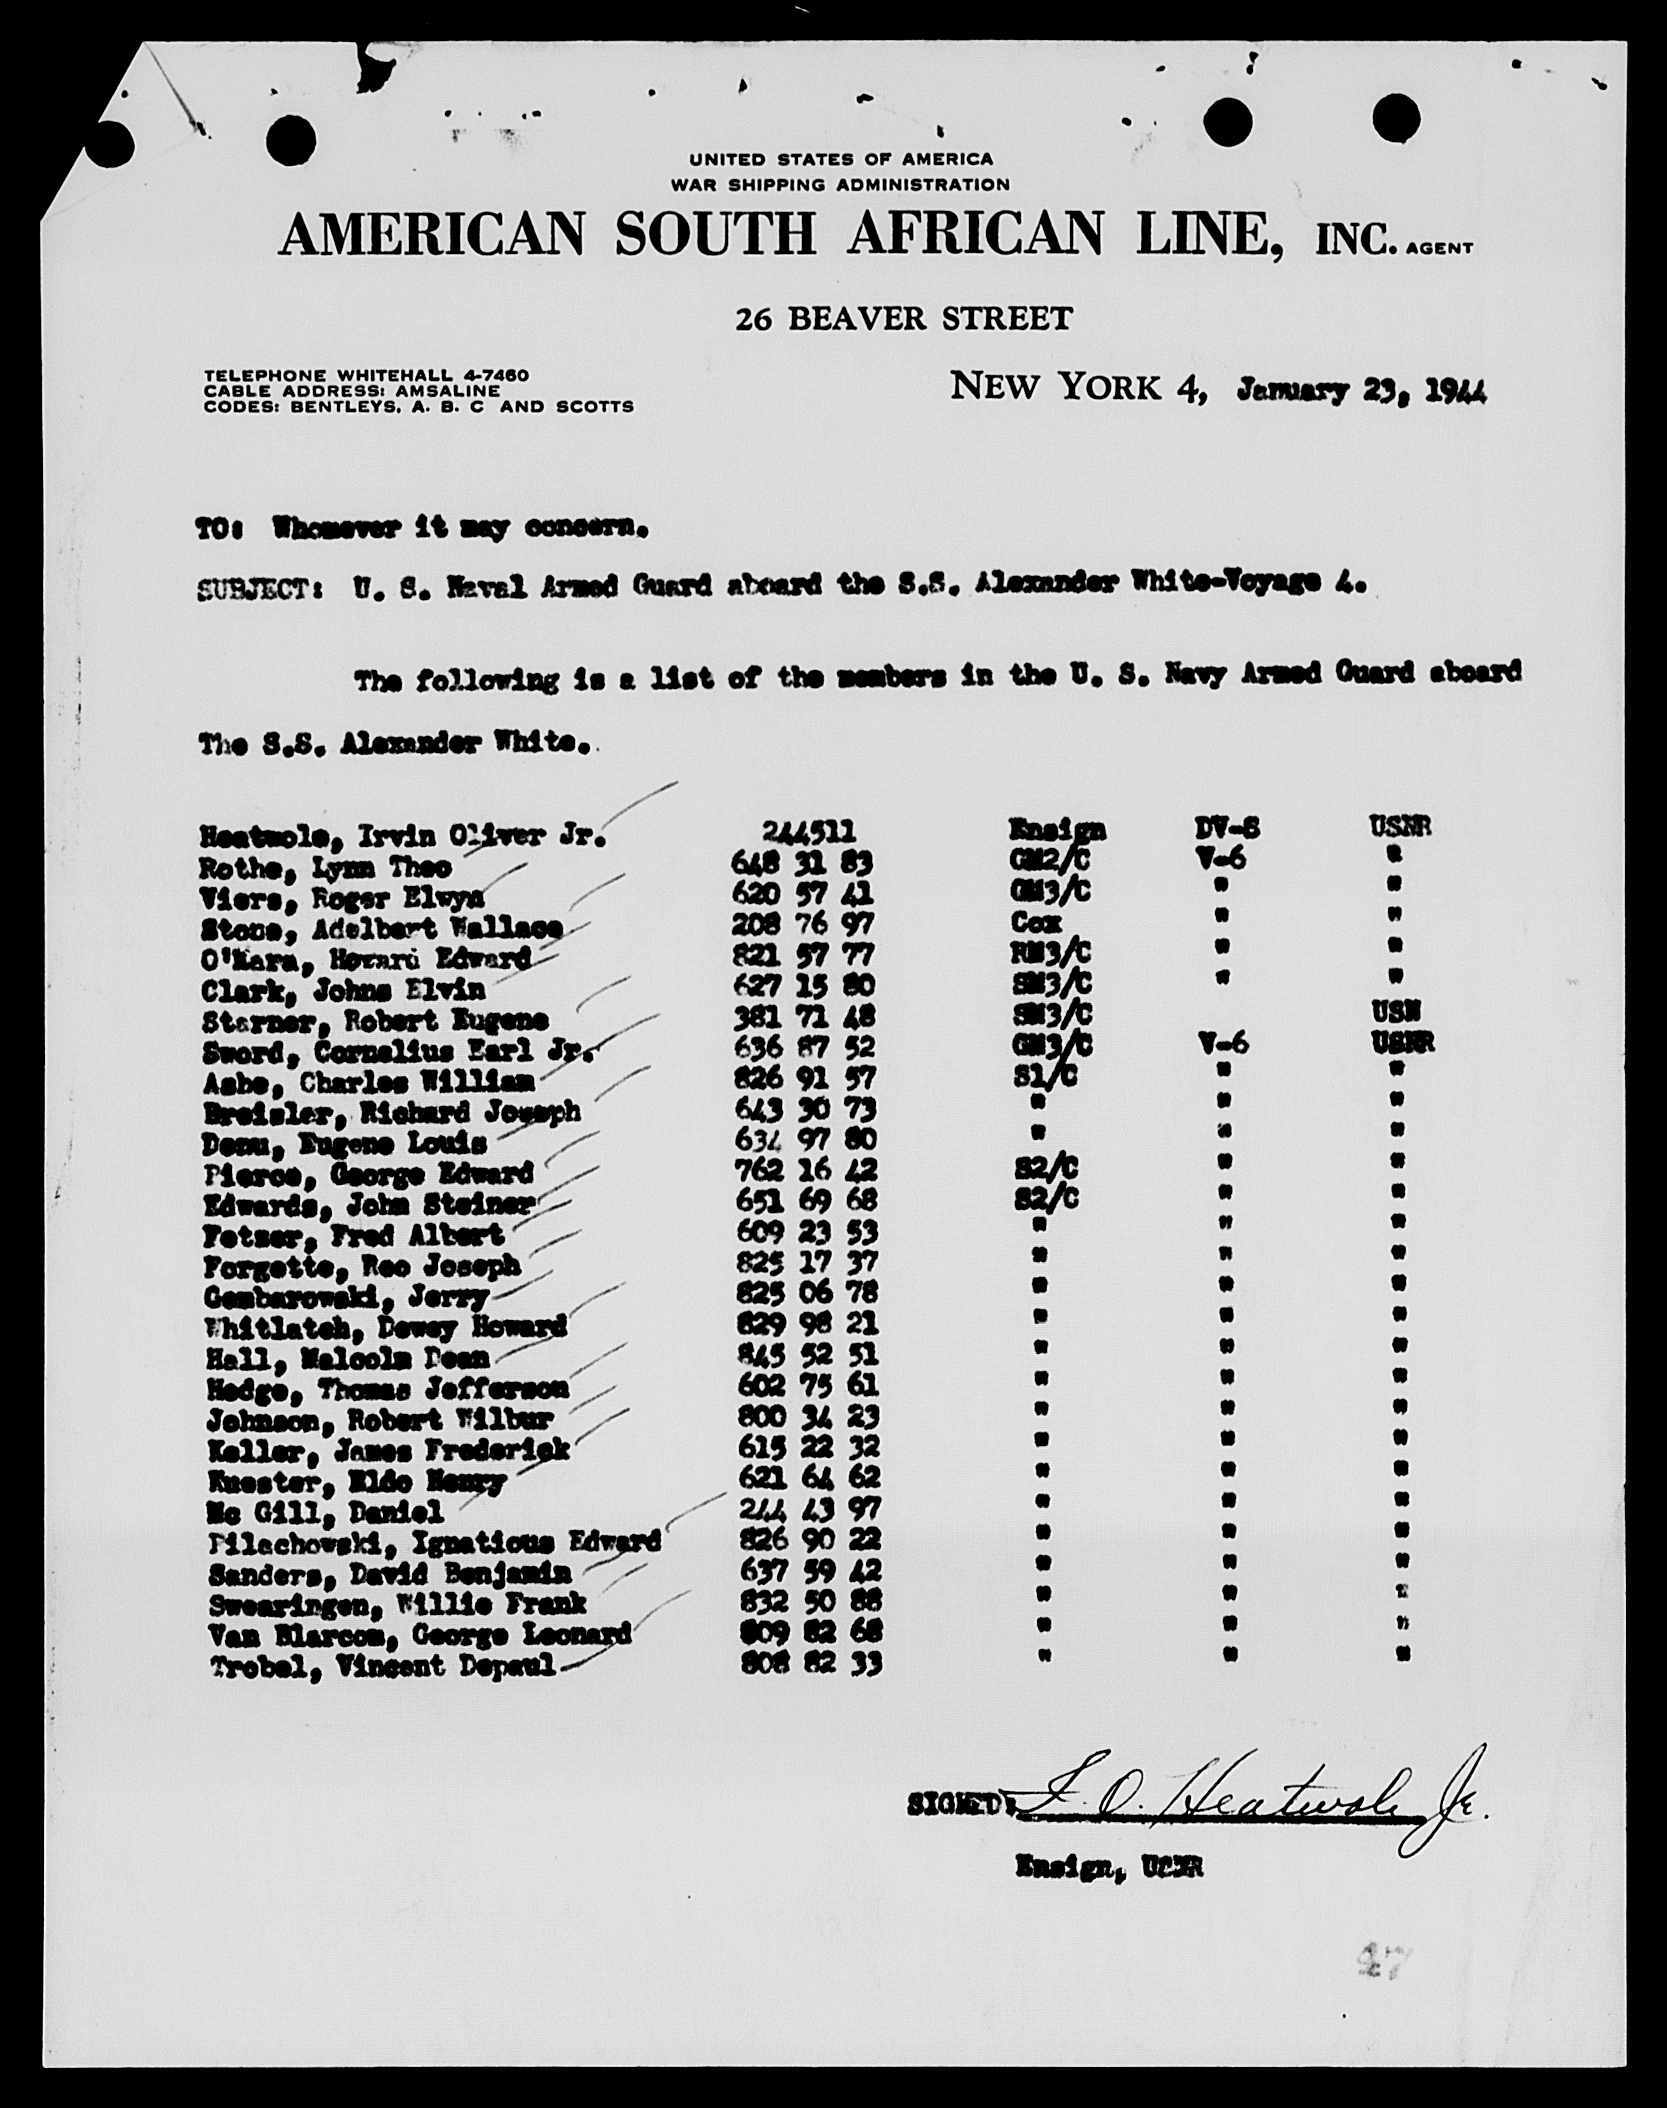 UNITED STATES OF AMERICA
WAR SHIPPING ADMINISTRATION
AMERICAN SOUTH AFRICAN LINE, INC. AGENT
26 BEAVER STREET
TELEPHONE WHITEHALL 4-7460
CABLE ADDRESS: AMSALINE
CODES: BENTLEYS, A. B. C AND SCOTTS
NEW YORK 4, January 23, 1944
TO: Whomever it may concern.
SUBJECT: U. S. Naval Armed Guard aboard the S.S. Alexander White-Voyage 4.
The following is a list of the members in the U. S. Navy Armed Guard aboard
The S.S. Alexander White.
Heatwole, Irvin Oliver Jr. 244511 Ensign DV-S USNR
Rothe, Lynn Theo 648 31 83 GM2/C V-6 "
Viers, Roger Elwyn 620 57 41 GM3/C " "
Stone, Adelbert Wallace 208 76 97 Cox " "
O'Mara, Howard Edward 821 57 77 RM3/C " "
Clark, Johns Elvin 627 15 80 SM3/C " "
Starner, Robert Eugene 381 71 48 SM3/C USN
Sword, Cornelius Earl Jr. 636 87 52 GM3/C V-6 USNR
Ashe, Charles William 826 91 57 S1/C " "
Breisler, Richard Joseph 643 30 73 " " "
Demu, Eugene Louis 634 97 80 " " "
Pierce, George Edward 762 16 42 S2/C " "
Edwards, John Steiner 651 69 68 S2/C " "
Fetzer, Fred Albert 609 23 53 " " "
Forgette, Reo Joseph 825 17 37 " " "
Gembarowski, Jerry 825 06 78 " " "
Whitlatch, Dewey Howard 829 98 21 " " "
Hall, Malcolm Dean 845 52 51 " " "
Hedge, Thomas Jefferson 602 75 61 " " "
Johnson, Robert Wilbur 800 34 23 " " "
Keller, James Frederick 615 22 32 " " "
Kuester, Eldo Henry 621 64 62 " " "
Mc Gill, Daniel 244 43 97 " " "
Pilachowski, Ignatious Edward 826 90 22 " " "
Sanders, David Benjamin 637 59 42 " " "
Swearingen, Willie Frank 832 50 88 " " "
Van Blarcom, George Leonard 809 82 68 " " "
Trobel, Vincent Depaul 808 82 33 " " "
SIGNED: I. O. Heatwole Jr.
Ensign, USNR
47